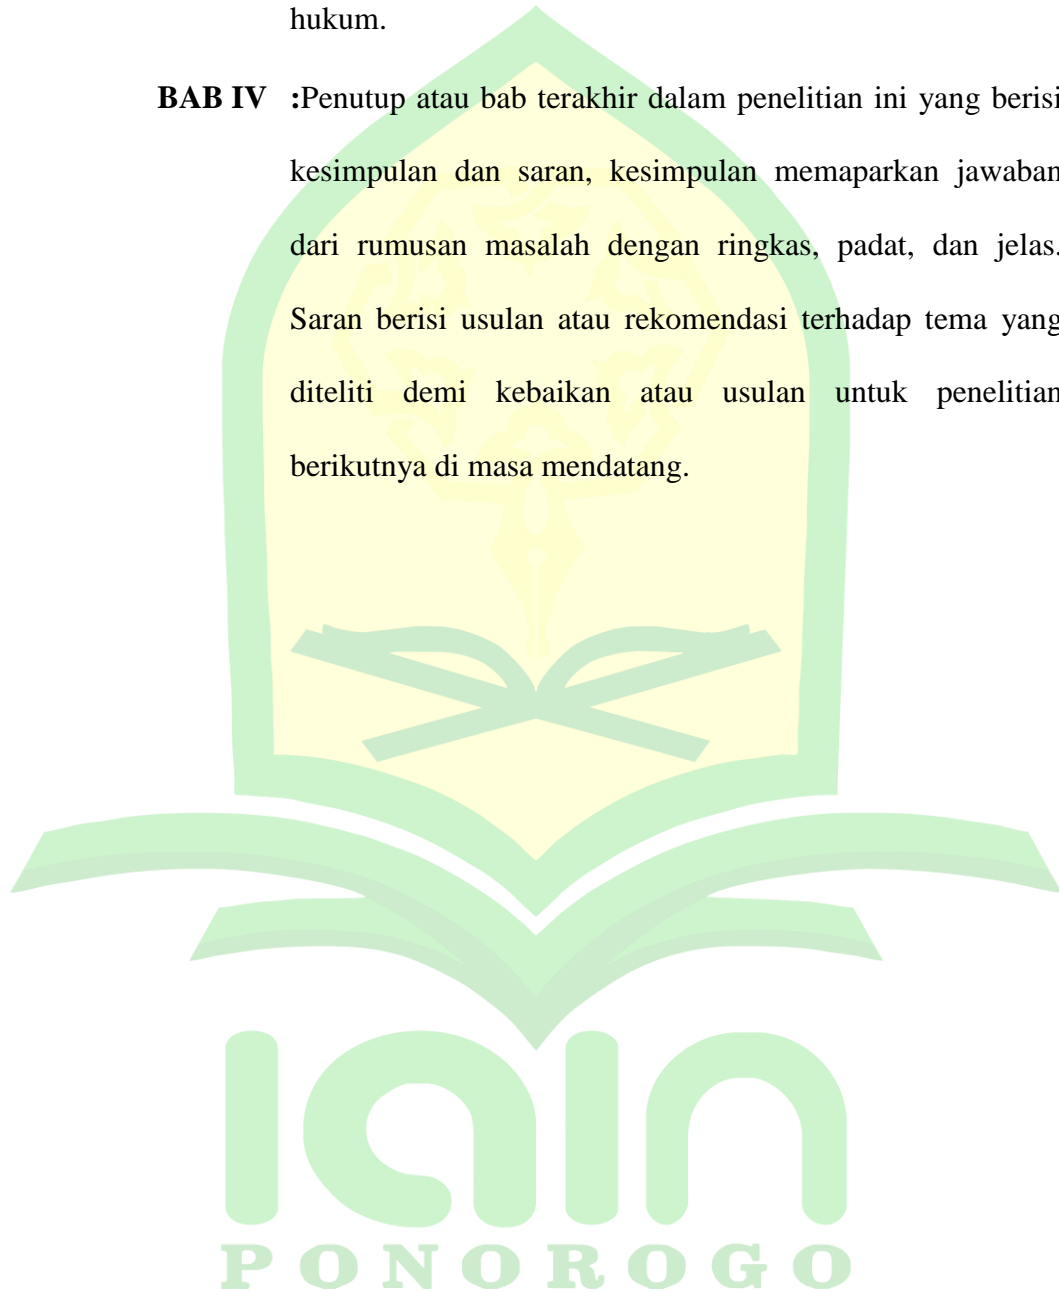 hukum.
BAB IV :Penutup atau bab terakhir dalam penelitian ini yang berisi
kesimpulan dan saran, kesimpulan memaparkan jawaban
dari rumusan masalah dengan ringkas, padat, dan jelas.
Saran berisi usulan atau rekomendasi terhadap tema yang
diteliti demi kebaikan atau usulan untuk penelitian
berikutnya di masa mendatang.
iain
PONOROGO